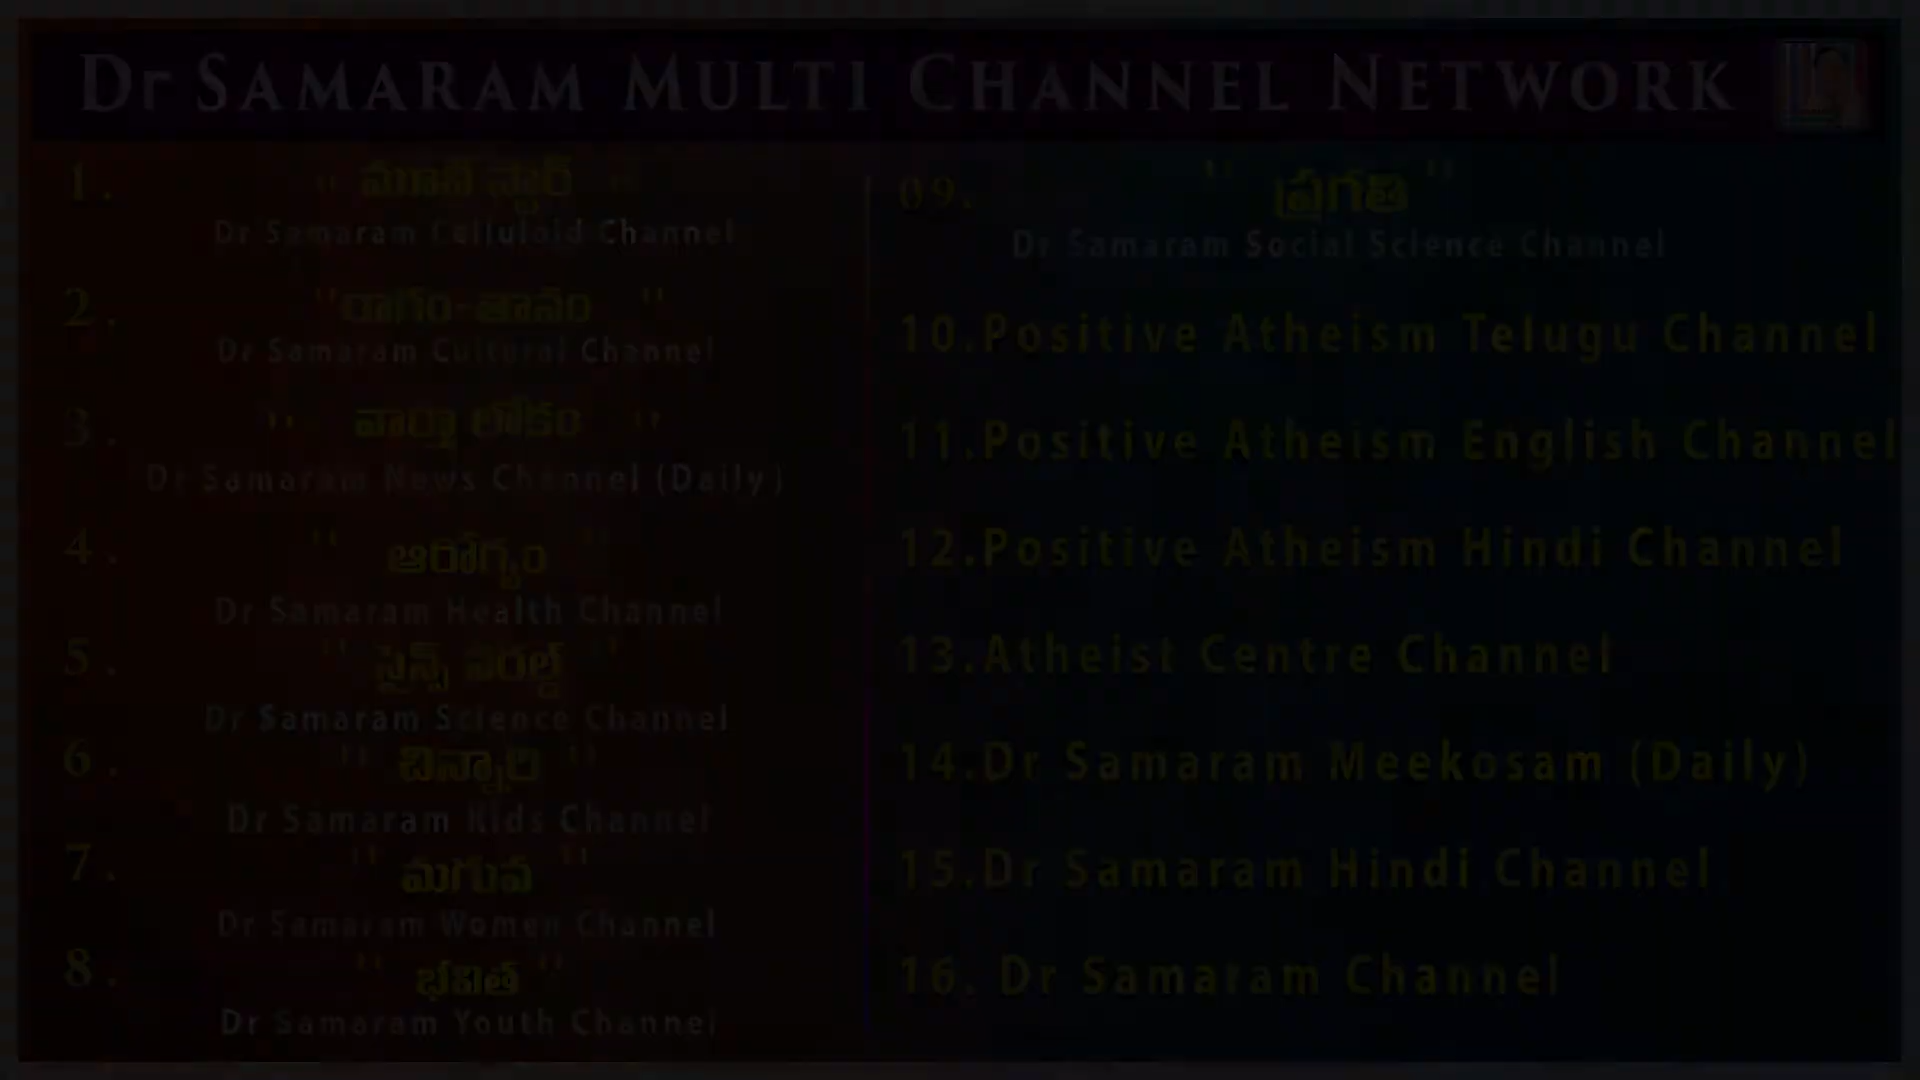 Dr SAMARAM MULTI CHANNEL NETWORK
1. " మూవీ స్టార్ "
Dr Samaram Celluloid Channel
2. "రాగం-తానం "
Dr Samaram Cultural Channel
3. " వార్తా లోకం "
Dr Samaram News Channel (Daily)
4. " ఆరోగ్యం "
Dr Samaram Health Channel
5. " సైన్స్ వరల్డ్ "
Dr Samaram Science Channel
6. " చిన్నారి "
Dr Samaram Kids Channel
7. " మగువ "
Dr Samaram Women Channel
8. " భవిత "
Dr Samaram Youth Channel
09. " ప్రగతి "
Dr Samaram Social Science Channel
10.Positive Atheism Telugu Channel
11.Positive Atheism English Channel
12.Positive Atheism Hindi Channel
13.Atheist Centre Channel
14.Dr Samaram Meekosam (Daily)
15.Dr Samaram Hindi Channel
16. Dr Samaram Channel